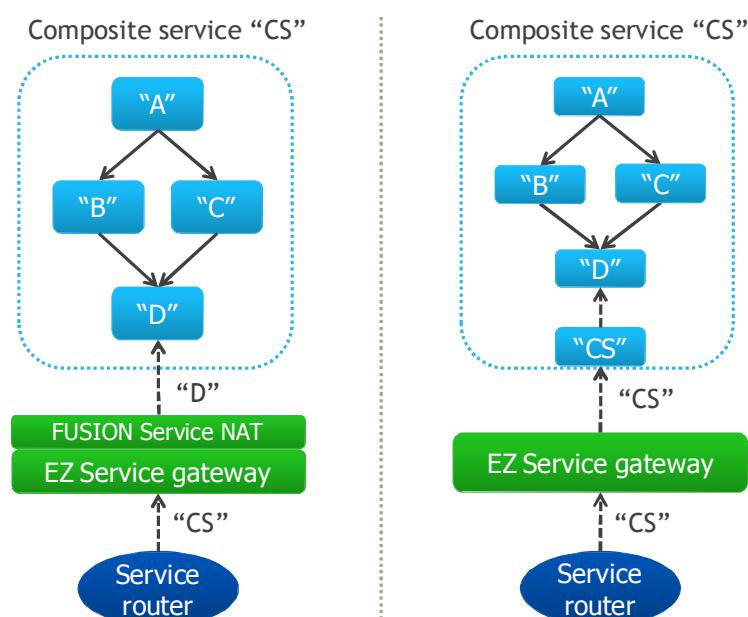 Composite service “CS”
“A”
“B”
“C”
“D”
“D”
FUSION Service NAT
EZ Service gateway
“CS”
Service
router
Composite service “CS”
“A”
“B”
“C”
“D”
“CS”
“CS”
EZ Service gateway
“CS”
Service
router